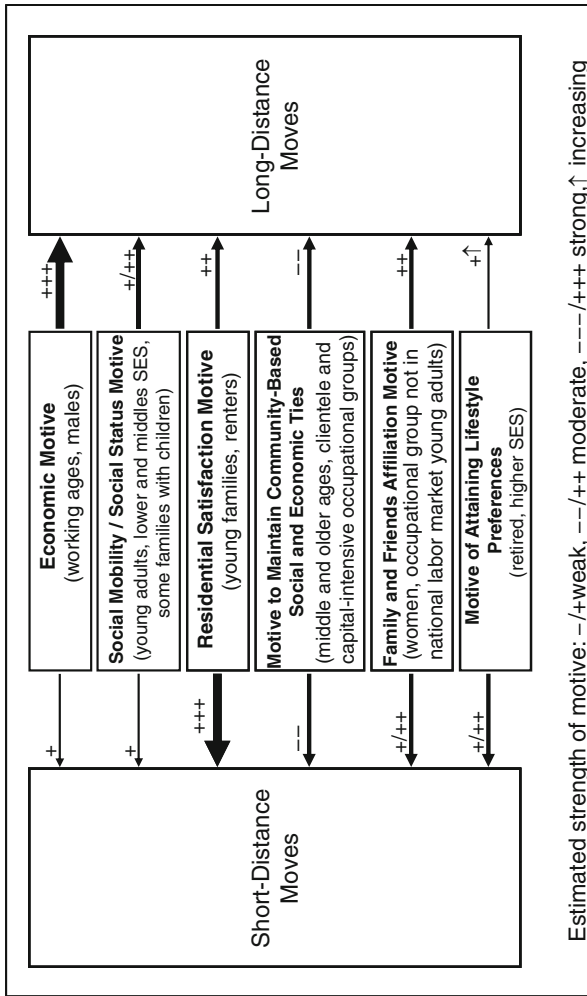 Short-Distance
Moves
+
+
+++
−−
+/++
+/++
Economic Motive
(working ages, males)
Social Mobility / Social Status Motive
(young adults, lower and middles SES,
some families with children)
Residential Satisfaction Motive
(young families, renters)
Motive to Maintain Community-Based
Social and Economic Ties
(middle and older ages, clientele and
capital-intensive occupational groups)
Family and Friends Affiliation Motive
(women, occupational group not in
national labor market young adults)
Motive of Attaining Lifestyle
Preferences
(retired, higher SES)
+++
+/++
++
−−
++
+↑
Long-Distance
Moves
Estimated strength of motive: −/+weak, −−/++ moderate, −−−/+++ strong,↑ increasing